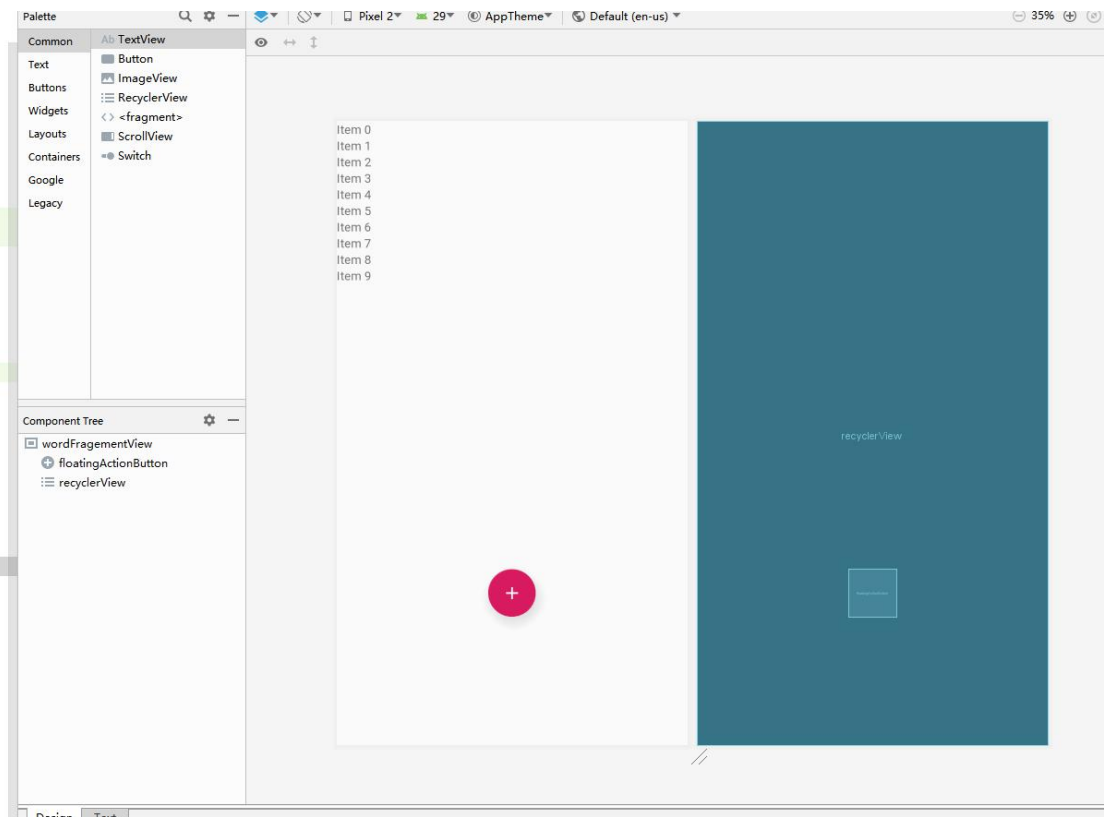 Palette
Pixel 2
29
AppTheme
Default (en-us)
35%
Common
Text
Buttons
Widgets
Layouts
Containers
Google
Legacy
Ab TextView
Button
ImageView
RecyclerView
<> <fragment>
ScrollView
Switch
Item 0
Item 1
Item 2
Item 3
Item 4
Item 5
Item 6
Item 7
Item 8
Item 9
recyclerView
Component Tree
wordFragementView
floatingActionButton
recyclerView
Design
Text